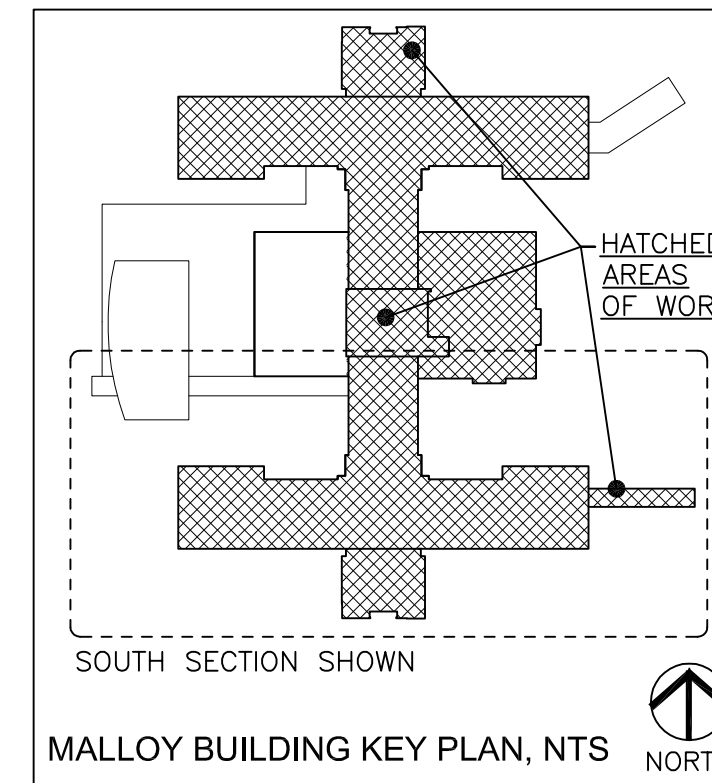 HATCHED
AREAS
OF WOR
SOUTH SECTION SHOWN
MALLOY BUILDING KEY PLAN, NTS
NORT